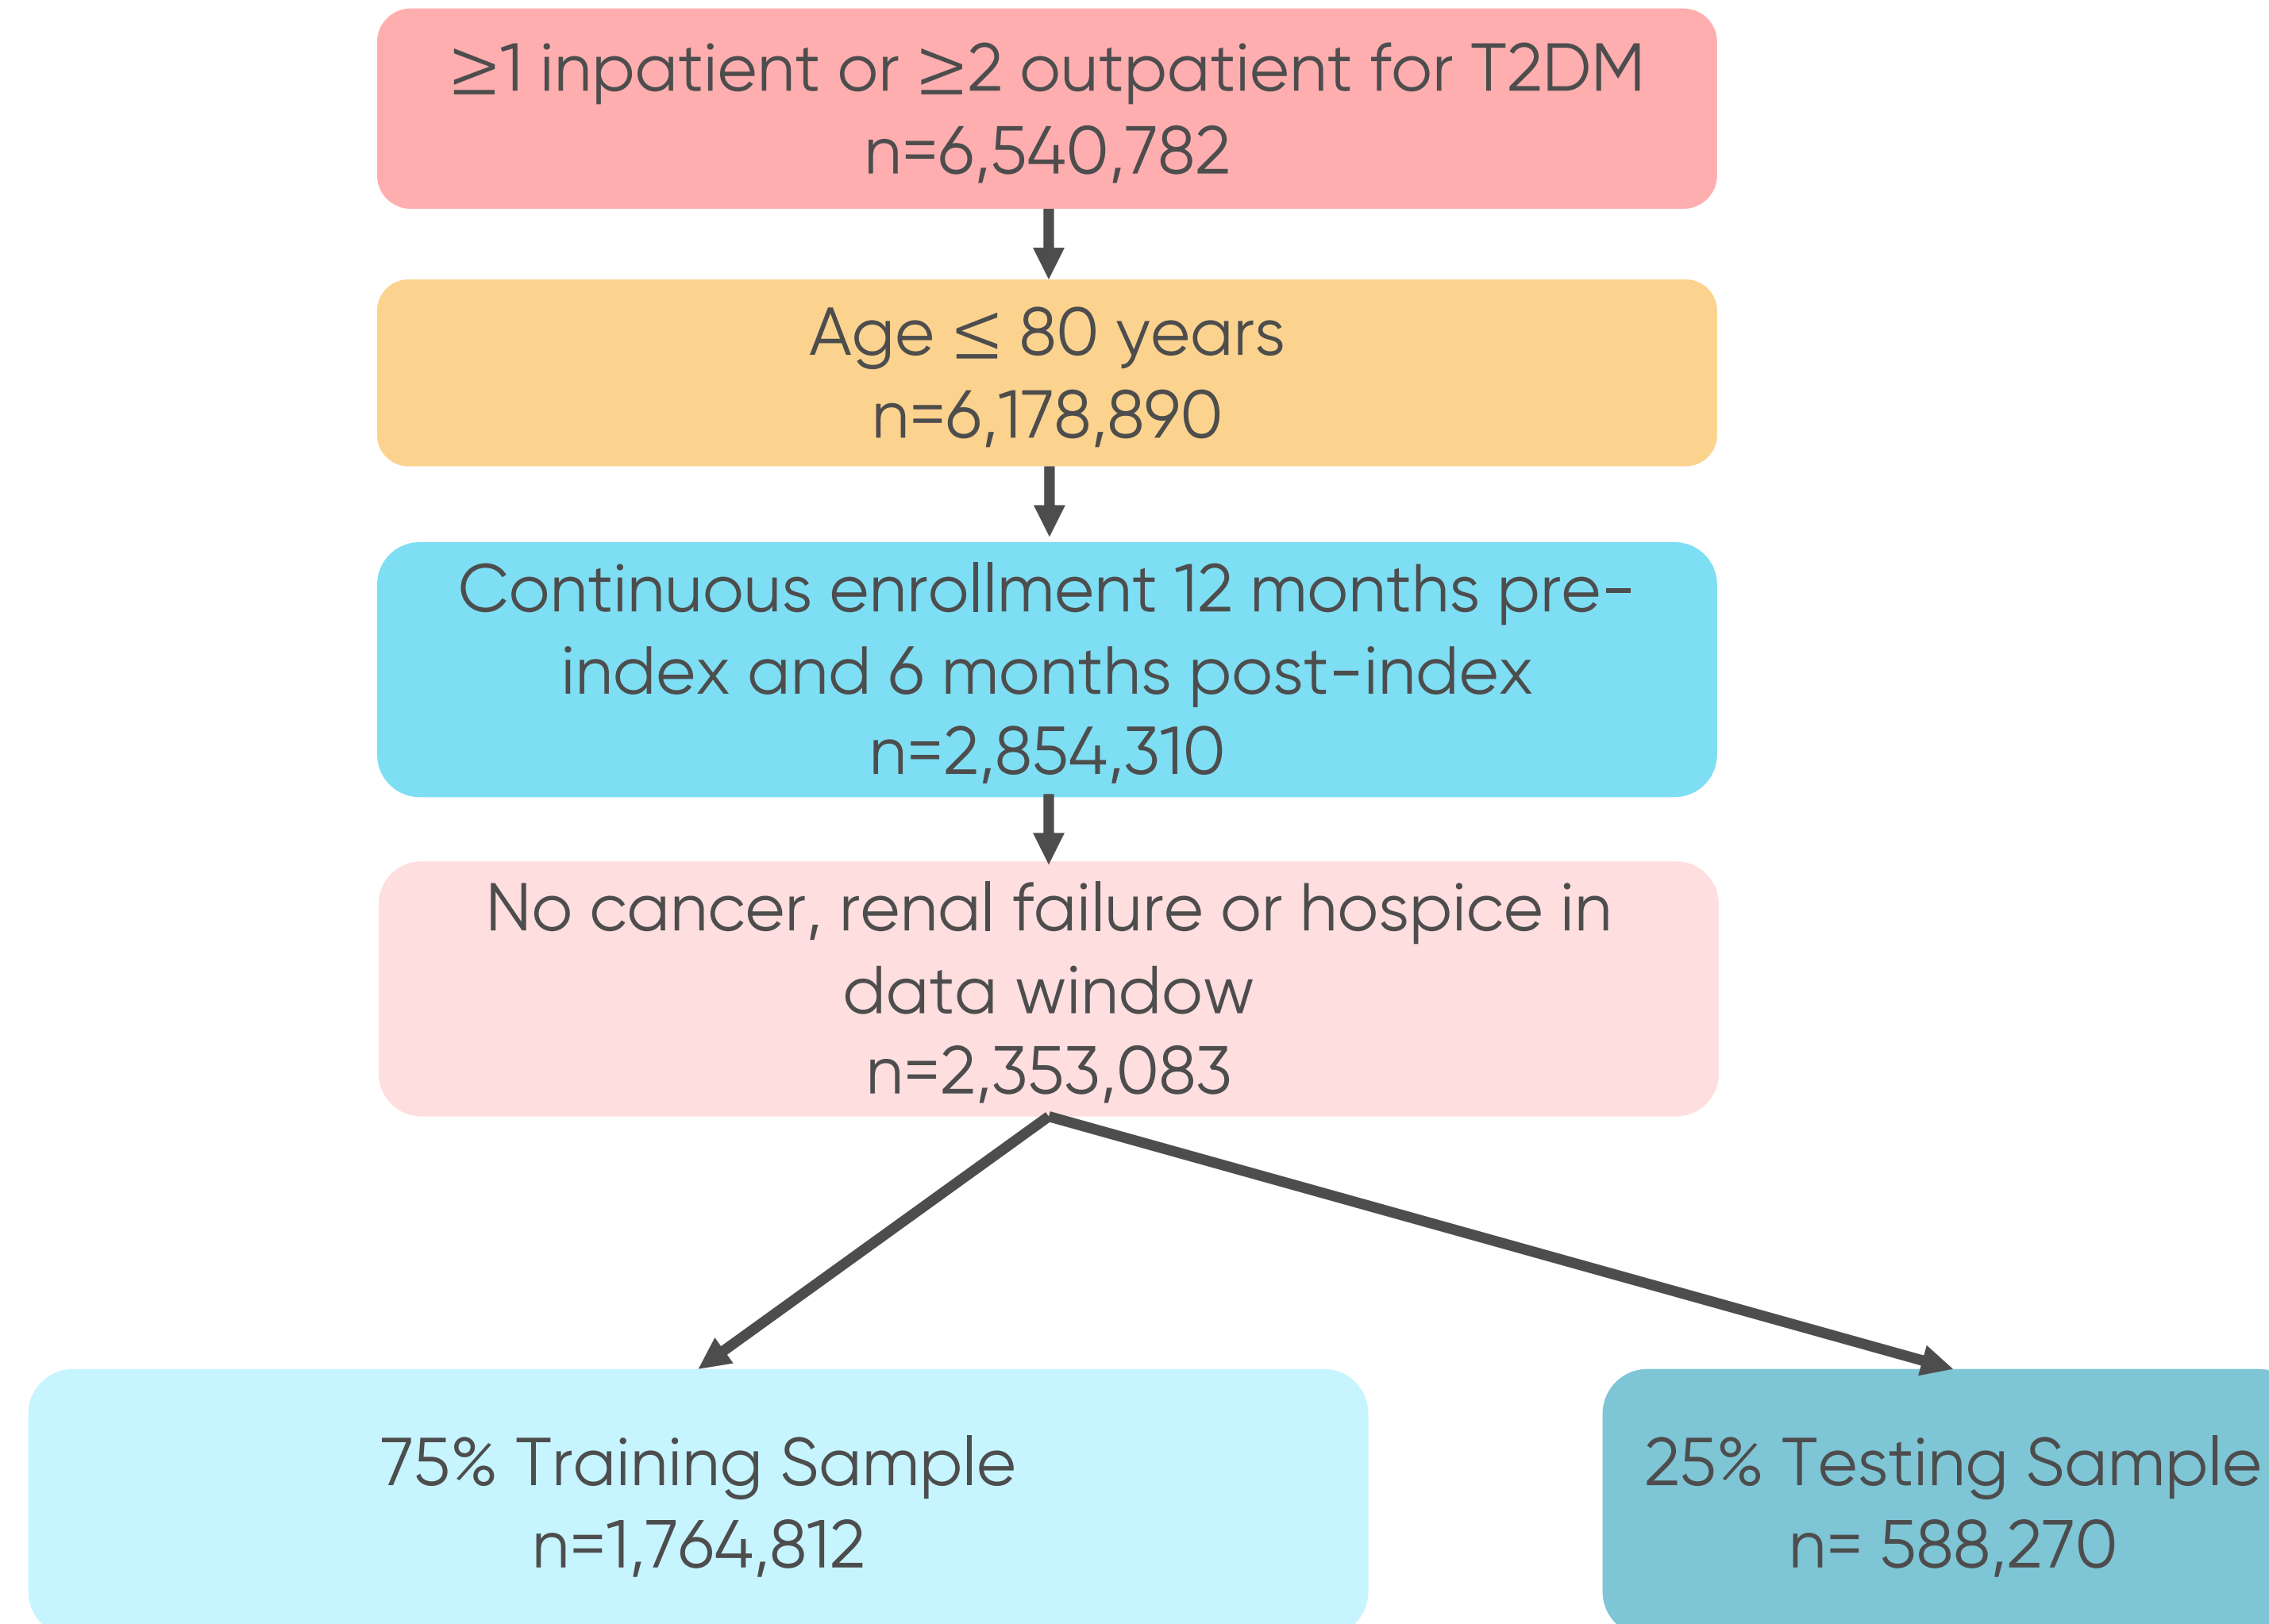 ≥1 inpatient or ≥2 outpatient for T2DM
n=6,540,782
Age ≤ 80 years
n=6,178,890
Continuous enrollment 12 months pre-
index and 6 months post-index
n=2,854,310
No cancer, renal failure or hospice in
data window
n=2,353,083
75% Training Sample
n=1,764,812
25% Testing Sample
n= 588,270